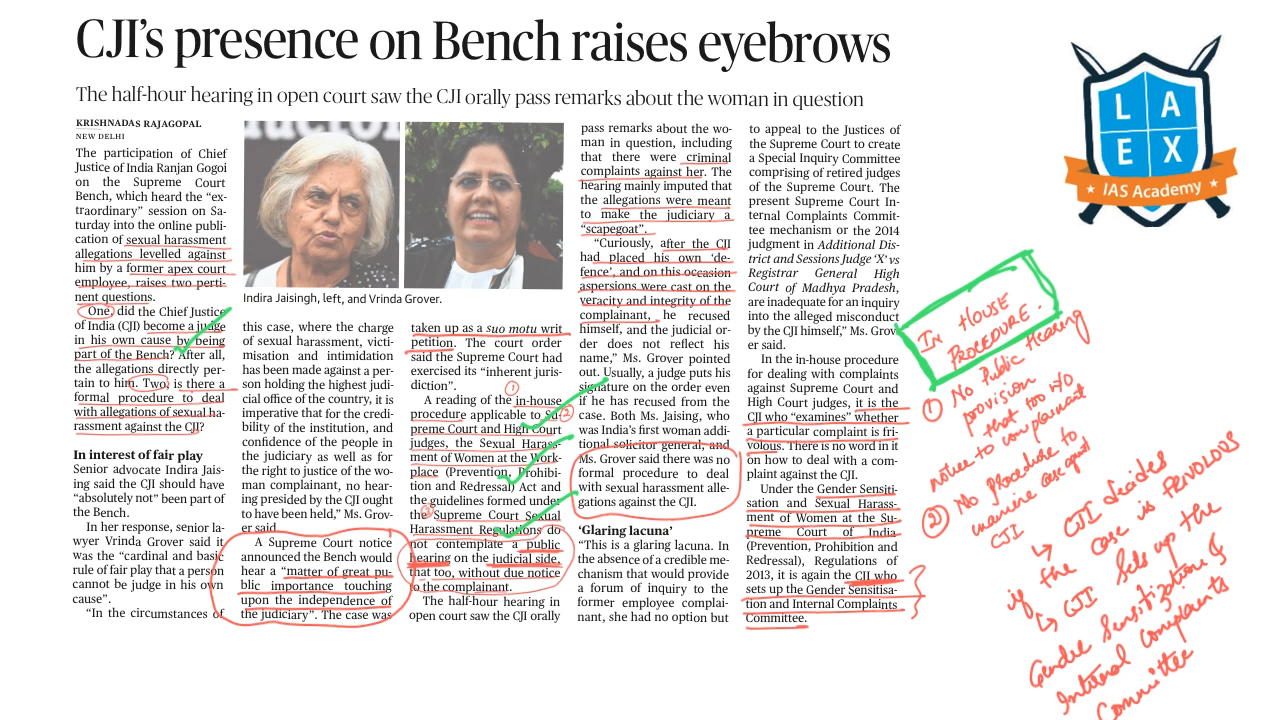 CJI's presence on Bench raises eyebrows
The half-hour hearing in open court saw the CJI orally pass remarks about the woman in question
KRISHNADAS RAJAGOPAL
NEW DELHI
The participation of Chief
Justice of India Ranjan Gogoi
on the Supreme Court
Bench, which heard the “ex-
traordinary” session on Sa-
turday into the online publi-
cation of sexual harassment
allegations levelled against
him by a former apex court
employee, raises two perti-
nent questions.
One, did the Chief Justice
of India (CJI) become a judge
in his own cause by being
part of the Bench? After all,
the allegations directly per-
tain to him. Two, is there a
formal procedure to deal
with allegations of sexual ha-
rassment against the CJI?
In interest of fair play
Senior advocate Indira Jais-
ing said the CJI should have
“absolutely not” been part of
the Bench.
In her response, senior la-
wyer Vrinda Grover said it
was the “cardinal and basic
rule of fair play that a person
cannot be judge in his own
cause”.
“In the circumstances of
Indira Jaising, left, and Vrinda Grover.
this case, where the charge
of sexual harassment, victi-
misation and intimidation
has been made against a per-
son holding the highest judi-
cial office of the country, it is
imperative that for the credi-
bility of the institution, and
confidence of the people in
the judiciary as well as for
the right to justice of the wo-
man complainant, no hear-
ing presided by the CJI ought
to have been held,” Ms. Grov-
er said.
A Supreme Court notice
announced the Bench would
hear a “matter of great pu-
blic importance touching
upon the independence of
the judiciary”. The case was
taken up as a suo motu writ
petition. The court order
said the Supreme Court had
exercised its “inherent juris-
diction”.
1
A reading of the in-house
procedure applicable to Su-
2
preme Court and High Court
judges, the Sexual Harass-
ment of Women at the Work-
place (Prevention, Prohibi-
tion and Redressal) Act and
the guidelines formed under
3
the Supreme Court Sexual
Harassment Regulations do
not contemplate a public
hearing on the judicial side,
that too, without due notice
to the complainant.
The half-hour hearing in
open court saw the CJI orally
pass remarks about the wo-
man in question, including
that there were criminal
complaints against her. The
hearing mainly imputed that
the allegations were meant
to make the judiciary a
“scapegoat”.
“Curiously, after the CJI
had placed his own ‘de-
fence’, and on this occasion
aspersions were cast on the
veracity and integrity of the
complainant, he recused
himself, and the judicial or-
der does not reflect his
name,” Ms. Grover pointed
out. Usually, a judge puts his
signature on the order even
if he has recused from the
case. Both Ms. Jaising, who
was India's first woman addi-
tional solicitor general, and
Ms. Grover said there was no
formal procedure to deal
with sexual harassment alle-
gations against the CJI.
‘Glaring lacuna’
“This is a glaring lacuna. In
the absence of a credible me-
chanism that would provide
a forum of inquiry to the
former employee complai-
nant, she had no option but
to appeal to the Justices of
the Supreme Court to create
a Special Inquiry Committee
comprising of retired judges
of the Supreme Court. The
present Supreme Court In-
ternal Complaints Commit-
tee mechanism or the 2014
judgment in Additional Dis-
trict and Sessions Judge ‘X’ vs
Registrar General High
Court of Madhya Pradesh,
are inadequate for an inquiry
into the alleged misconduct
by the CJI himself,” Ms. Grov-
er said.
In the in-house procedure
for dealing with complaints
against Supreme Court and
High Court judges, it is the
CJI who “examines” whether
a particular complaint is fri-
volous. There is no word in it
on how to deal with a com-
plaint against the CJI.
Under the Gender Sensiti-
sation and Sexual Harass-
ment of Women at the Su-
preme Court of India
(Prevention, Prohibition and
Redressal), Regulations of
2013, it is again the CJI who
sets up the Gender Sensitisa-
tion and Internal Complaints
Committee.
L A
E X
IAS Academy
IN HOUSE
PROCEDURE.
1 No Public Hearing
provision
that too w/o
notice to complainant
2 No procedure to
examine case against
CJI
↳ CJI decides
if the case is FRIVOLOUS
↳ CJI Sets up the
Gender Sensitization &
Internal Complaints
Committee